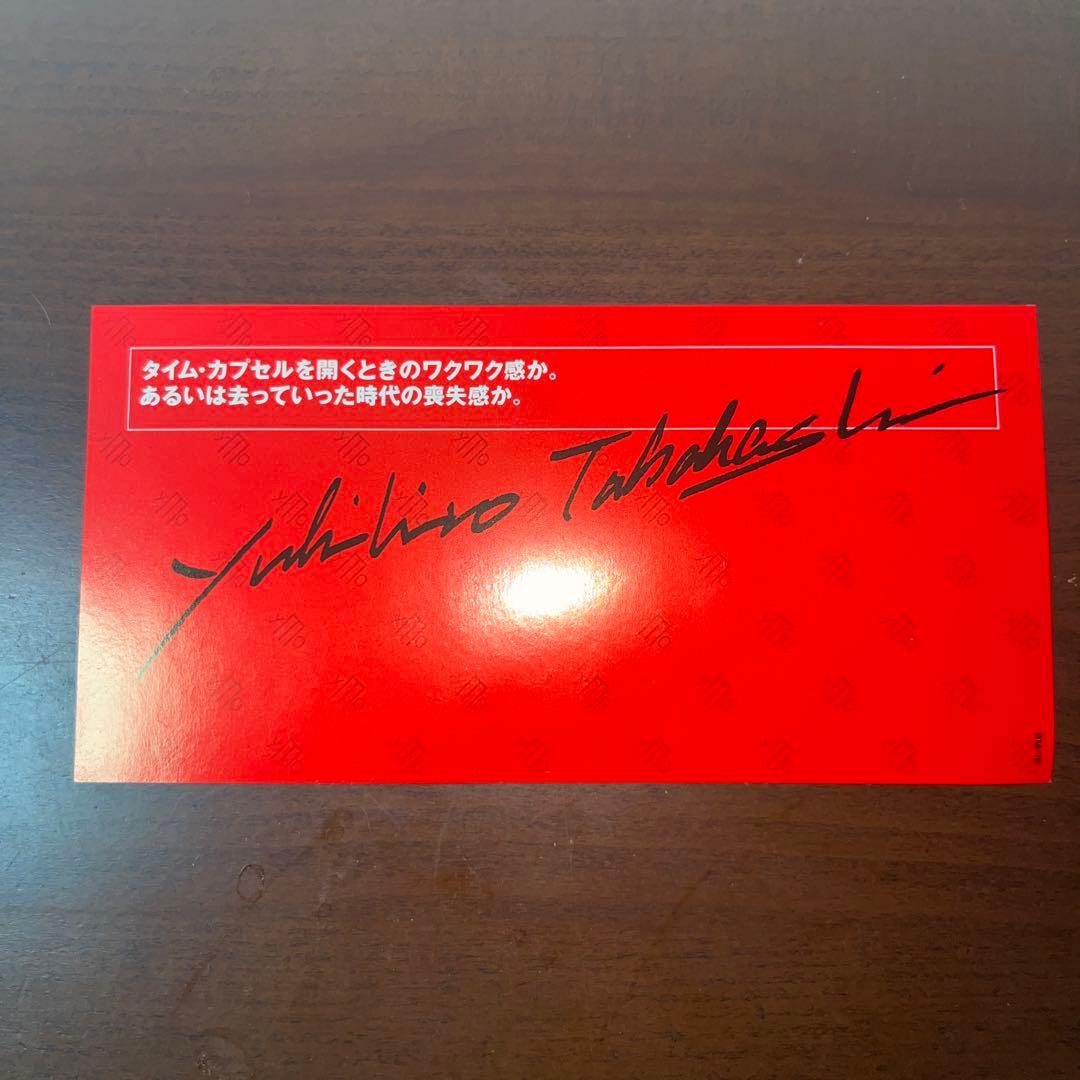 タイム・カプセルを開くときのワクワク感か。
あるいは去っていった時代の喪失感か。
Yukihiro Takahashi